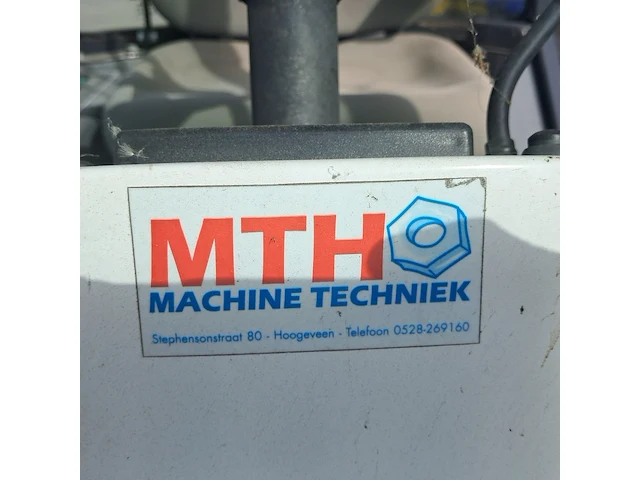 MTH
MACHINE TECHNIEK
Stephensonstraat 80 - Hoogeveen - Telefoon 0528-269160